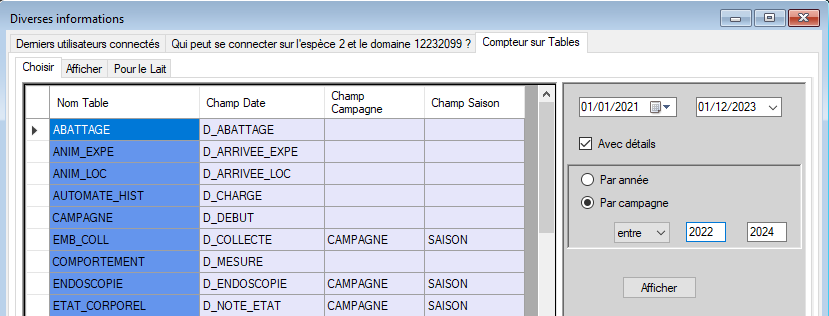 Diverses informations
Derniers utilisateurs connectés
Qui peut se connecter sur l'espèce 2 et le domaine 12232099 ?
Compteur sur Tables
Choisir
Afficher
Pour le Lait
Nom Table
Champ Date
Champ Campagne
Champ Saison
ABATTAGE D_ABATTAGE
ANIM_EXPE D_ARRIVEE_EXPE
ANIM_LOC D_ARRIVEE_LOC
AUTOMATE_HIST D_CHARGE
CAMPAGNE D_DEBUT
EMB_COLL D_COLLECTE CAMPAGNE SAISON
COMPORTEMENT D_MESURE
ENDOSCOPIE D_ENDOSCOPIE CAMPAGNE SAISON
ETAT_CORPOREL D_NOTE_ETAT CAMPAGNE SAISON
01/01/2021
01/12/2023
Avec détails
Par année
Par campagne
entre 2022 2024
Afficher